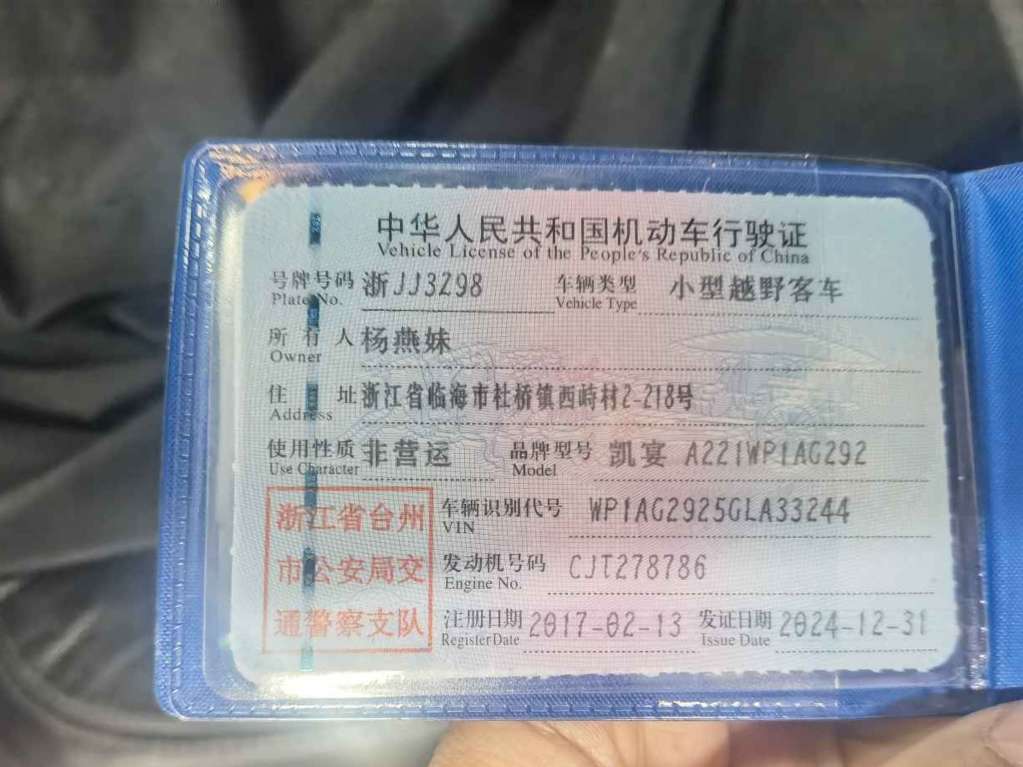 中华人民共和国机动车行驶证
Vehicle License of the People's Republic of China
号牌号码 浙JJ3Z98 车辆类型 小型越野客车
Plate No. Vehicle Type
所有人 杨燕妹
Owner
住址 浙江省临海市杜桥镇西峙村2-218号
Address
使用性质 非营运 品牌型号 凯宴 A221WP1AG292
Use Character Model
浙江省台州 车辆识别代号 WP1AG2925GLA33244
VIN
市公安局交 发动机号码 CJT278786
Engine No.
通警察支队 注册日期 2017-02-13 发证日期 2024-12-31
Register Date Issue Date